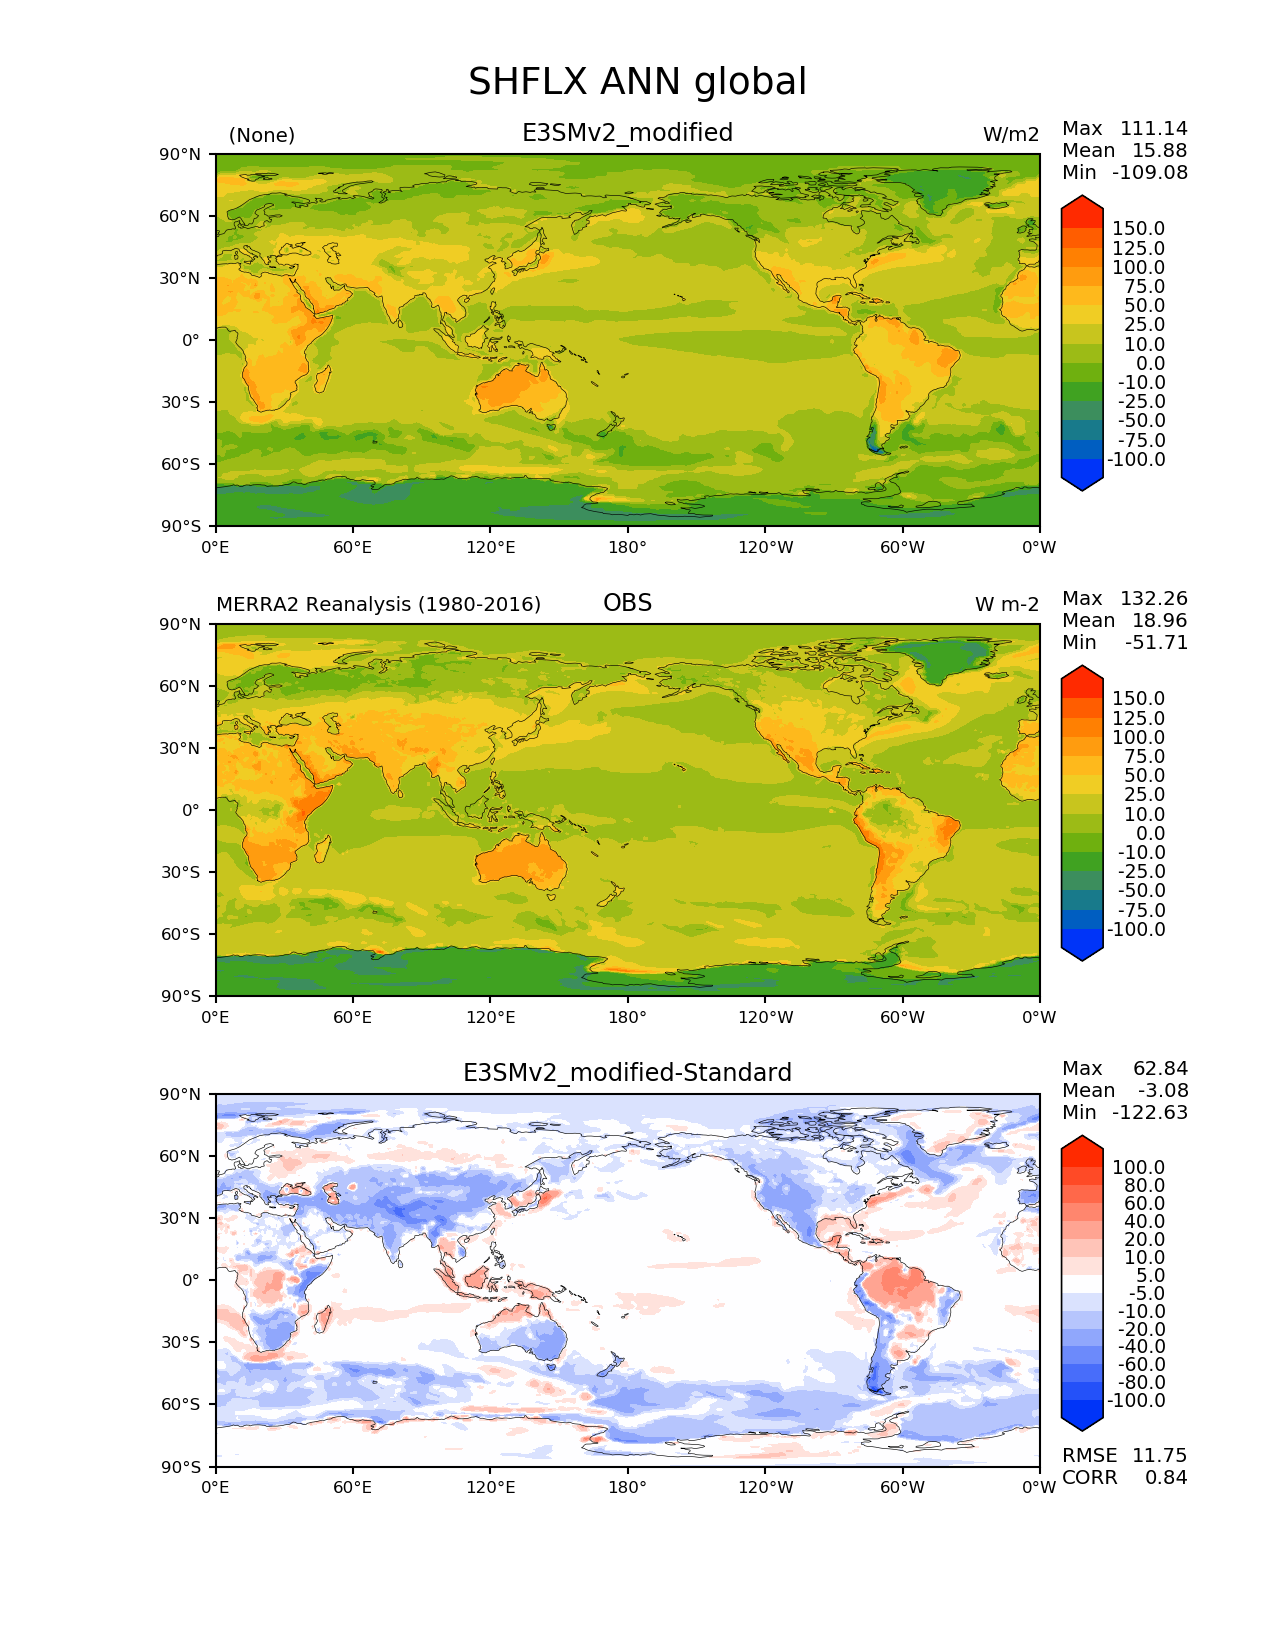 SHFLX ANN global
(None) E3SMv2_modified W/m2
Max 111.14
Mean 15.88
Min -109.08
90°N
60°N
30°N
0°
30°S
60°S
90°S
0°E 60°E 120°E 180° 120°W 60°W 0°W
150.0
125.0
100.0
75.0
50.0
25.0
10.0
0.0
-10.0
-25.0
-50.0
-75.0
-100.0
MERRA2 Reanalysis (1980-2016) OBS W m-2
Max 132.26
Mean 18.96
Min -51.71
90°N
60°N
30°N
0°
30°S
60°S
90°S
0°E 60°E 120°E 180° 120°W 60°W 0°W
150.0
125.0
100.0
75.0
50.0
25.0
10.0
0.0
-10.0
-25.0
-50.0
-75.0
-100.0
E3SMv2_modified-Standard
Max 62.84
Mean -3.08
Min -122.63
90°N
60°N
30°N
0°
30°S
60°S
90°S
0°E 60°E 120°E 180° 120°W 60°W 0°W
100.0
80.0
60.0
40.0
20.0
10.0
5.0
-5.0
-10.0
-20.0
-40.0
-60.0
-80.0
-100.0
RMSE 11.75
CORR 0.84